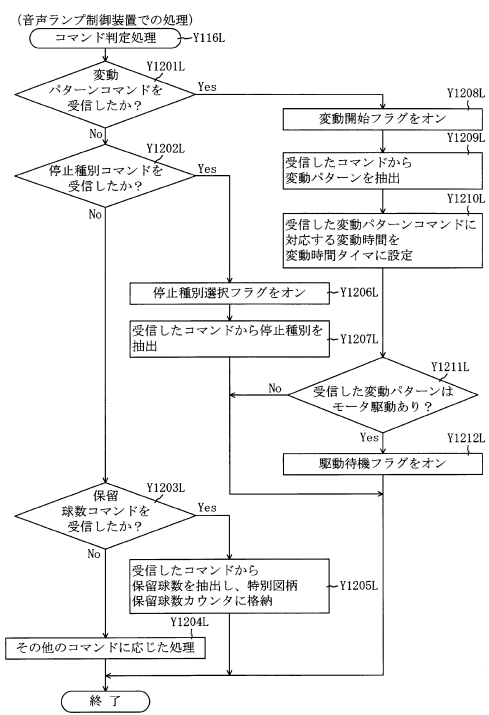 (音声ランプ制御装置での処理)
コマンド判定処理
Y116L
変動
パターンコマンドを
受信したか?
Y1201L
Yes
No
変動開始フラグをオン
Y1208L
受信したコマンドから
変動パターンを抽出
Y1209L
受信した変動パターンコマンドに
対応する変動時間を
変動時間タイマに設定
Y1210L
停止種別コマンドを
受信したか?
Y1202L
Yes
No
停止種別選択フラグをオン
Y1206L
受信したコマンドから停止種別を
抽出
Y1207L
受信した変動パターンは
モータ駆動あり?
Y1211L
No
Yes
駆動待機フラグをオン
Y1212L
保留
球数コマンドを
受信したか?
Y1203L
Yes
No
受信したコマンドから
保留球数を抽出し、特別図柄
保留球数カウンタに格納
Y1205L
その他のコマンドに応じた処理
Y1204L
終了